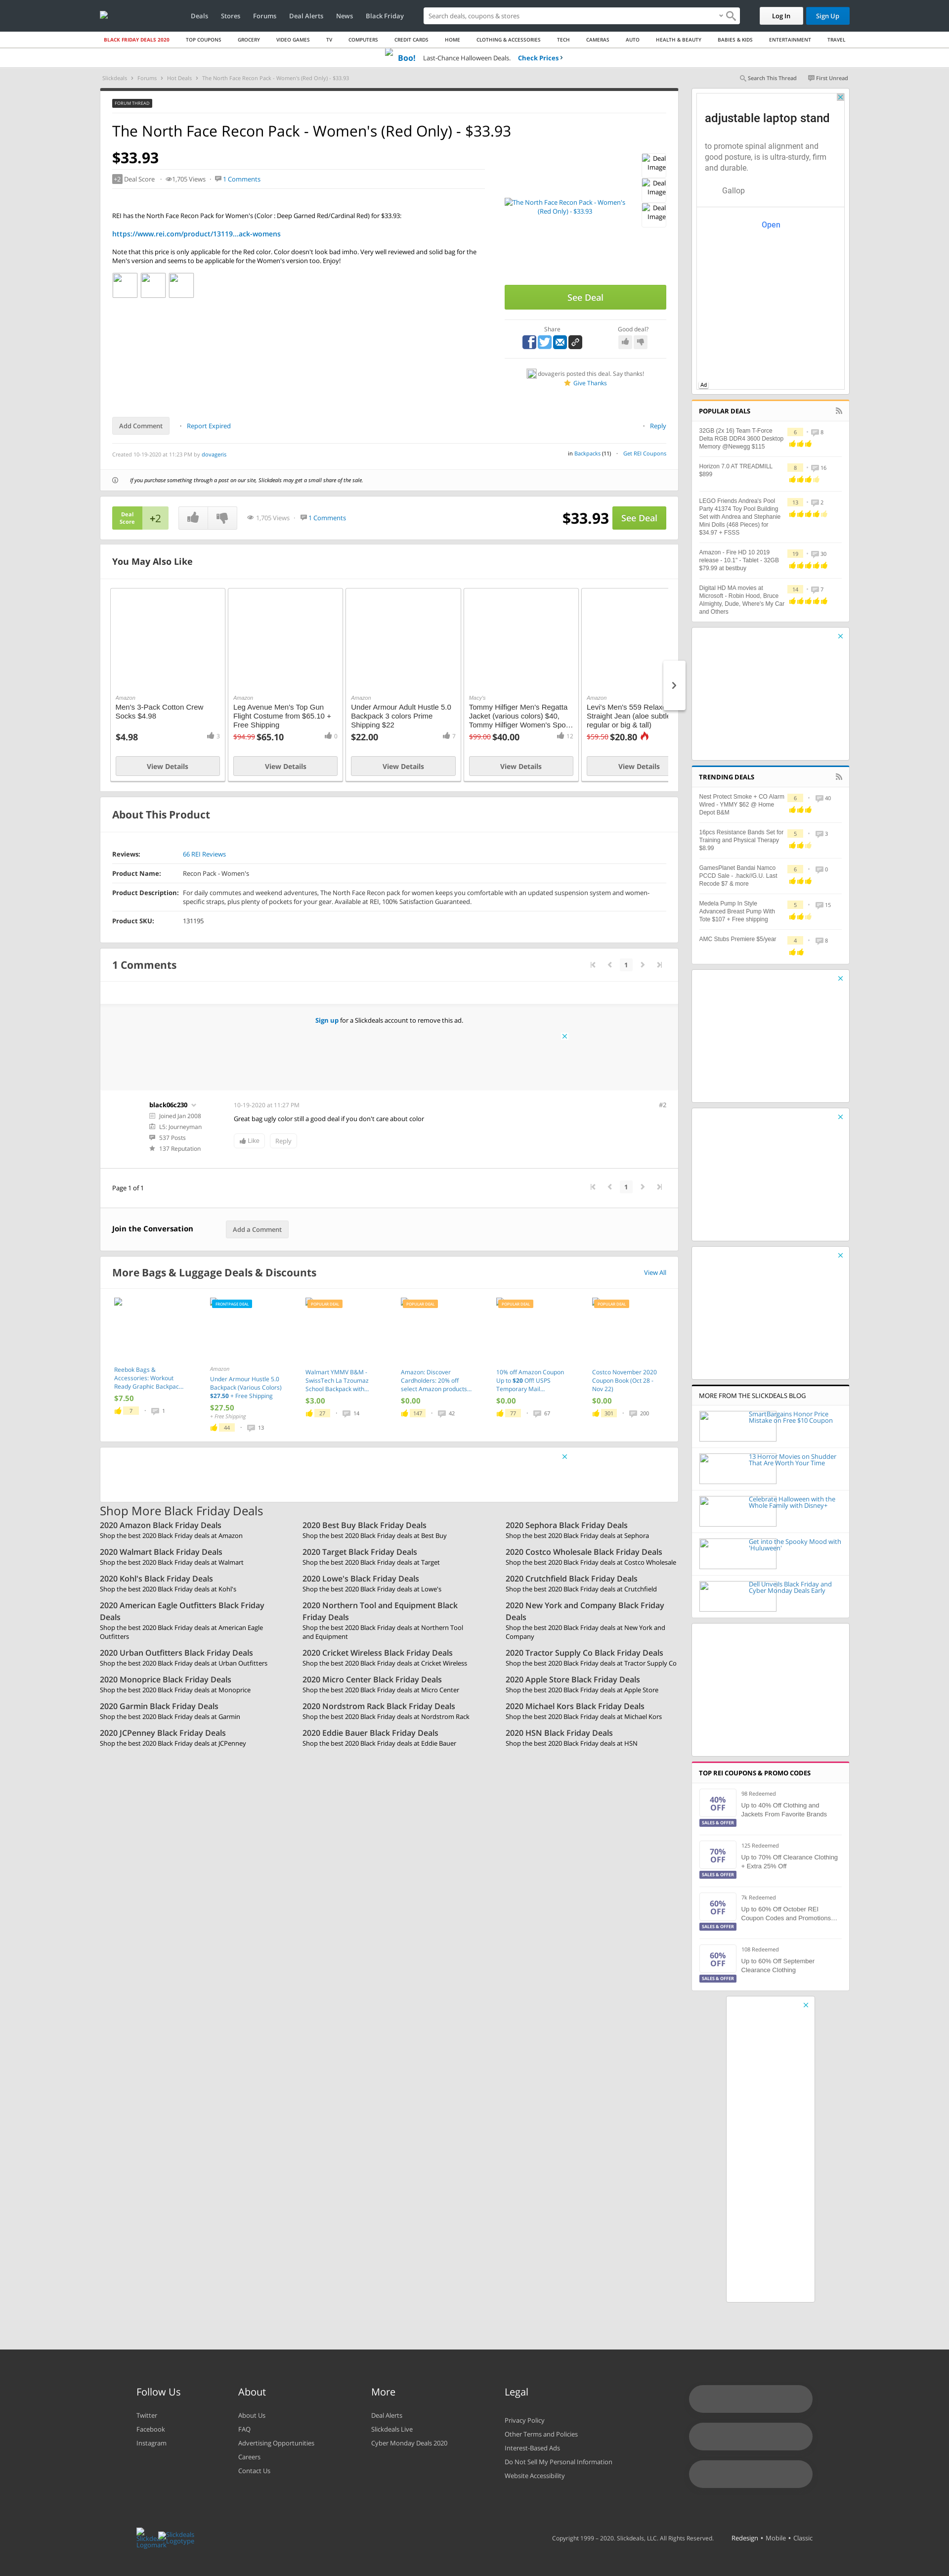 Deals Stores Forums Deal Alerts News Black Friday
Search deals, coupons & stores
Log In Sign Up
BLACK FRIDAY DEALS 2020 TOP COUPONS GROCERY VIDEO GAMES TV COMPUTERS CREDIT CARDS HOME CLOTHING & ACCESSORIES TECH CAMERAS AUTO HEALTH & BEAUTY BABIES & KIDS ENTERTAINMENT TRAVEL
Boo! Last-Chance Halloween Deals. Check Prices
Slickdeals Forums Hot Deals The North Face Recon Pack - Women's (Red Only) - $33.93
Search This Thread First Unread
FORUM THREAD
The North Face Recon Pack - Women's (Red Only) - $33.93
$33.93
+2 Deal Score 1,705 Views 1 Comments
REI has the North Face Recon Pack for Women's (Color : Deep Garned Red/Cardinal Red) for $33.93:
https://www.rei.com/product/13119...ack-womens
Note that this price is only applicable for the Red color. Color doesn't look bad imho. Very well reviewed and solid bag for the
Men's version and seems to be applicable for the Women's version too. Enjoy!
The North Face Recon Pack - Women's
(Red Only) - $33.93
Deal
Image
Deal
Image
Deal
Image
See Deal
Share
Good deal?
dovageris posted this deal. Say thanks!
Give Thanks
Add Comment Report Expired
Reply
Created 10-19-2020 at 11:23 PM by dovageris
in Backpacks (11) Get REI Coupons
If you purchase something through a post on our site, Slickdeals may get a small share of the sale.
Deal
Score
+2
1,705 Views 1 Comments
$33.93 See Deal
You May Also Like
Amazon
Men's 3-Pack Cotton Crew
Socks $4.98
$4.98 3
View Details
Amazon
Leg Avenue Men's Top Gun
Flight Costume from $65.10 +
Free Shipping
$94.99 $65.10 0
View Details
Amazon
Under Armour Adult Hustle 5.0
Backpack 3 colors Prime
Shipping $22
$22.00 7
View Details
Macy's
Tommy Hilfiger Men's Regatta
Jacket (various colors) $40,
Tommy Hilfiger Women's Spo…
$99.00 $40.00 12
View Details
Amazon
Levi's Men's 559 Relax
Straight Jean (aloe subtle
regular or big & tall)
$59.50 $20.80
View Details
About This Product
Reviews: 66 REI Reviews
Product Name: Recon Pack - Women's
Product Description: For daily commutes and weekend adventures, The North Face Recon pack for women keeps you comfortable with an updated suspension system and women-
specific straps, plus plenty of pockets for your gear. Available at REI, 100% Satisfaction Guaranteed.
Product SKU: 131195
1 Comments
1
Sign up for a Slickdeals account to remove this ad.
black06c230
Joined Jan 2008
L5: Journeyman
537 Posts
137 Reputation
10-19-2020 at 11:27 PM
#2
Great bag ugly color still a good deal if you don't care about color
Like Reply
Page 1 of 1
1
Join the Conversation Add a Comment
More Bags & Luggage Deals & Discounts
View All
Reebok Bags &
Accessories: Workout
Ready Graphic Backpac...
$7.50
7 1
FRONTPAGE DEAL
Amazon
Under Armour Hustle 5.0
Backpack (Various Colors)
$27.50 + Free Shipping
$27.50
+ Free Shipping
44 13
POPULAR DEAL
Walmart YMMV B&M -
SwissTech La Tzoumaz
School Backpack with...
$3.00
27 14
POPULAR DEAL
Amazon: Discover
Cardholders: 20% off
select Amazon products...
$0.00
147 42
POPULAR DEAL
10% off Amazon Coupon
Up to $20 Off! USPS
Temporary Mail...
$0.00
77 67
POPULAR DEAL
Costco November 2020
Coupon Book (Oct 28 -
Nov 22)
$0.00
301 200
Shop More Black Friday Deals
2020 Amazon Black Friday Deals
Shop the best 2020 Black Friday deals at Amazon
2020 Best Buy Black Friday Deals
Shop the best 2020 Black Friday deals at Best Buy
2020 Sephora Black Friday Deals
Shop the best 2020 Black Friday deals at Sephora
2020 Walmart Black Friday Deals
Shop the best 2020 Black Friday deals at Walmart
2020 Target Black Friday Deals
Shop the best 2020 Black Friday deals at Target
2020 Costco Wholesale Black Friday Deals
Shop the best 2020 Black Friday deals at Costco Wholesale
2020 Kohl's Black Friday Deals
Shop the best 2020 Black Friday deals at Kohl's
2020 Lowe's Black Friday Deals
Shop the best 2020 Black Friday deals at Lowe's
2020 Crutchfield Black Friday Deals
Shop the best 2020 Black Friday deals at Crutchfield
2020 American Eagle Outfitters Black Friday
Deals
Shop the best 2020 Black Friday deals at American Eagle
Outfitters
2020 Northern Tool and Equipment Black
Friday Deals
Shop the best 2020 Black Friday deals at Northern Tool
and Equipment
2020 New York and Company Black Friday
Deals
Shop the best 2020 Black Friday deals at New York and
Company
2020 Urban Outfitters Black Friday Deals
Shop the best 2020 Black Friday deals at Urban Outfitters
2020 Cricket Wireless Black Friday Deals
Shop the best 2020 Black Friday deals at Cricket Wireless
2020 Tractor Supply Co Black Friday Deals
Shop the best 2020 Black Friday deals at Tractor Supply Co
2020 Monoprice Black Friday Deals
Shop the best 2020 Black Friday deals at Monoprice
2020 Micro Center Black Friday Deals
Shop the best 2020 Black Friday deals at Micro Center
2020 Apple Store Black Friday Deals
Shop the best 2020 Black Friday deals at Apple Store
2020 Garmin Black Friday Deals
Shop the best 2020 Black Friday deals at Garmin
2020 Nordstrom Rack Black Friday Deals
Shop the best 2020 Black Friday deals at Nordstrom Rack
2020 Michael Kors Black Friday Deals
Shop the best 2020 Black Friday deals at Michael Kors
2020 JCPenney Black Friday Deals
Shop the best 2020 Black Friday deals at JCPenney
2020 Eddie Bauer Black Friday Deals
Shop the best 2020 Black Friday deals at Eddie Bauer
2020 HSN Black Friday Deals
Shop the best 2020 Black Friday deals at HSN
adjustable laptop stand
to promote spinal alignment and
good posture, is is ultra-sturdy, firm
and durable.
Gallop
Open
Ad
POPULAR DEALS
32GB (2x 16) Team T-Force
Delta RGB DDR4 3600 Desktop
Memory @Newegg $115
6 8
Horizon 7.0 AT TREADMILL
$899
8 16
LEGO Friends Andrea's Pool
Party 41374 Toy Pool Building
Set with Andrea and Stephanie
Mini Dolls (468 Pieces) for
$34.97 + FSSS
13 2
Amazon - Fire HD 10 2019
release - 10.1" - Tablet - 32GB
$79.99 at bestbuy
19 30
Digital HD MA movies at
Microsoft - Robin Hood, Bruce
Almighty, Dude, Where's My Car
and Others
14 7
TRENDING DEALS
Nest Protect Smoke + CO Alarm
Wired - YMMY $62 @ Home
Depot B&M
6 40
16pcs Resistance Bands Set for
Training and Physical Therapy
$8.99
5 3
GamesPlanet Bandai Namco
PCCD Sale - .hack//G.U. Last
Recode $7 & more
6 0
Medela Pump In Style
Advanced Breast Pump With
Tote $107 + Free shipping
5 15
AMC Stubs Premiere $5/year
4 8
MORE FROM THE SLICKDEALS BLOG
SmartBargains Honor Price
Mistake on Free $10 Coupon
13 Horror Movies on Shudder
That Are Worth Your Time
Celebrate Halloween with the
Whole Family with Disney+
Get into the Spooky Mood with
'Huluween'
Dell Unveils Black Friday and
Cyber Monday Deals Early
TOP REI COUPONS & PROMO CODES
40%
OFF
SALES & OFFER
98 Redeemed
Up to 40% Off Clothing and
Jackets From Favorite Brands
70%
OFF
SALES & OFFER
125 Redeemed
Up to 70% Off Clearance Clothing
+ Extra 25% Off
60%
OFF
SALES & OFFER
7k Redeemed
Up to 60% Off October REI
Coupon Codes and Promotions…
60%
OFF
SALES & OFFER
108 Redeemed
Up to 60% Off September
Clearance Clothing
Follow Us
Twitter
Facebook
Instagram
About
About Us
FAQ
Advertising Opportunities
Careers
Contact Us
More
Deal Alerts
Slickdeals Live
Cyber Monday Deals 2020
Legal
Privacy Policy
Other Terms and Policies
Interest-Based Ads
Do Not Sell My Personal Information
Website Accessibility
Slickdeals
Logomark
Slickdeals
Logotype
Copyright 1999 – 2020. Slickdeals, LLC. All Rights Reserved. Redesign • Mobile • Classic